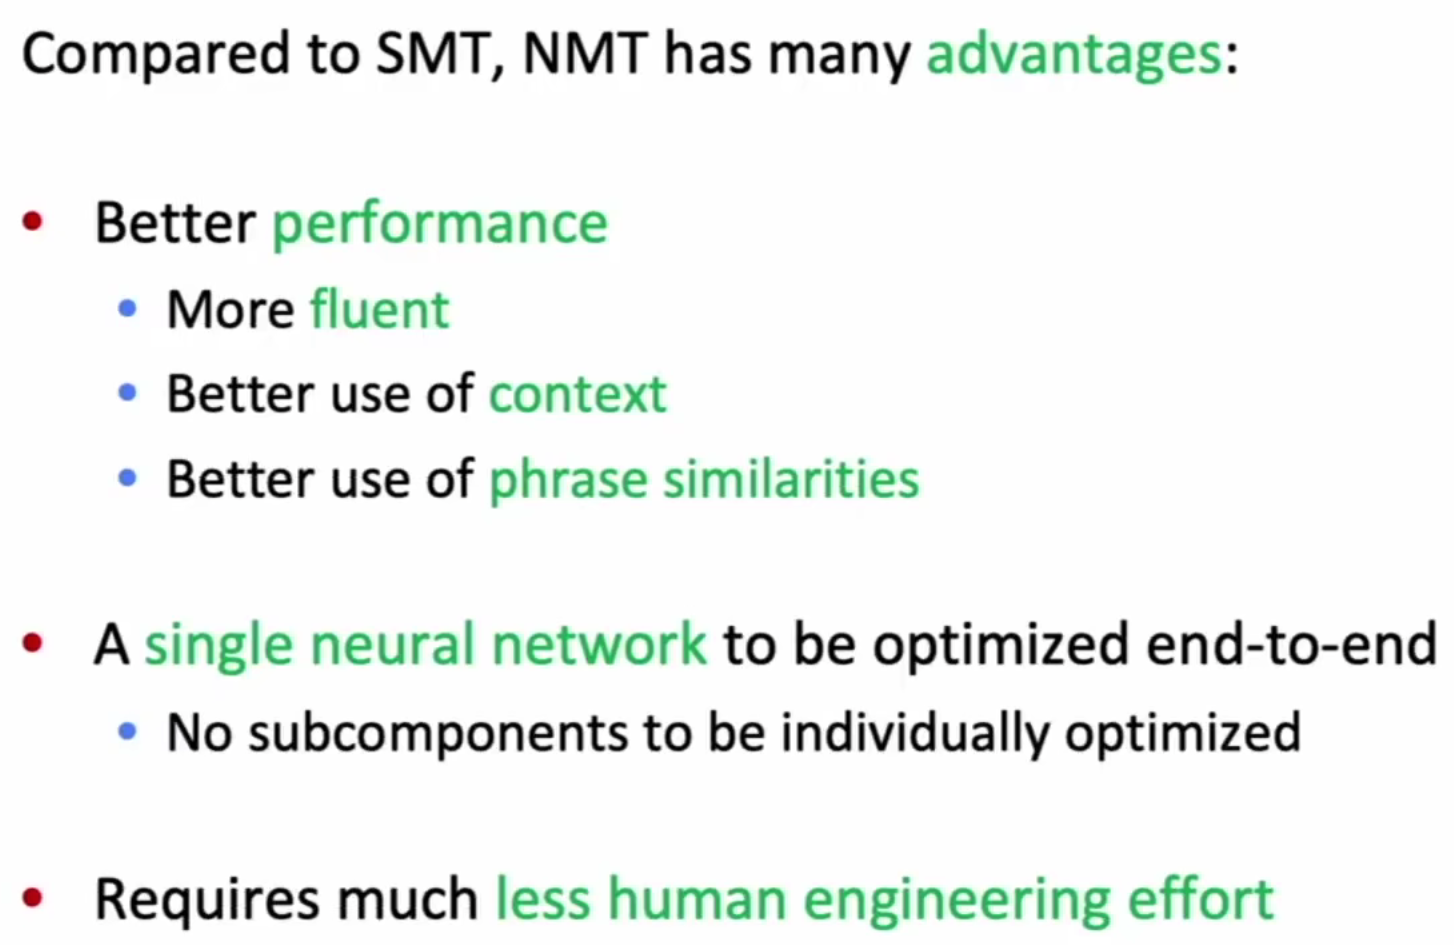 Compared to SMT, NMT has many advantages:
• Better performance
• More fluent
• Better use of context
• Better use of phrase similarities
• A single neural network to be optimized end-to-end
• No subcomponents to be individually optimized
• Requires much less human engineering effort